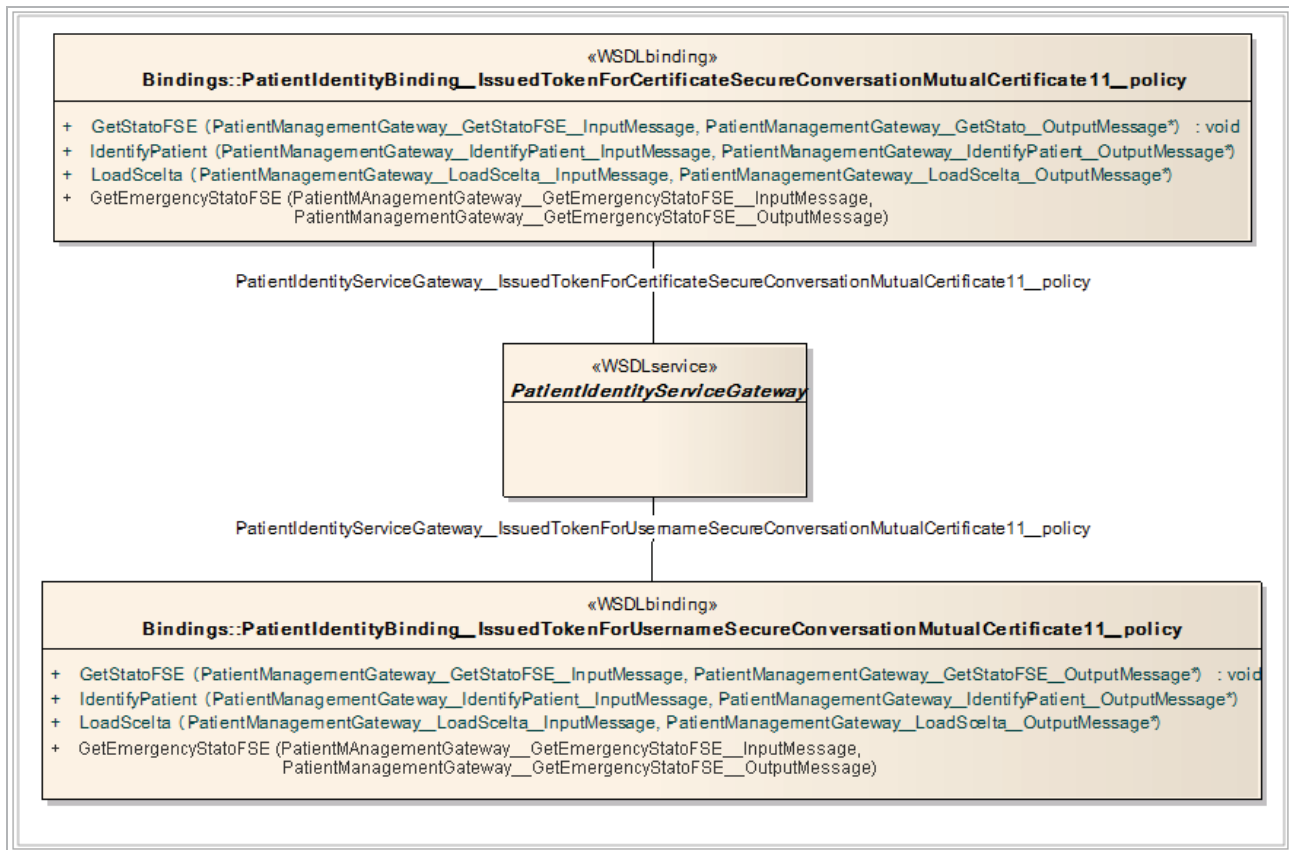 «WSDLbinding»
Bindings::PatientIdentityBinding__IssuedTokenForCertificateSecureConversationMutualCertificate11__policy
+ GetStatoFSE (PatientManagementGateway__GetStatoFSE__InputMessage, PatientManagementGateway__GetStato__OutputMessage*) : void
+ IdentifyPatient (PatientManagementGateway__IdentifyPatient__InputMessage, PatientManagementGateway__IdentifyPatient__OutputMessage*)
+ LoadScelta (PatientManagementGateway__LoadScelta__InputMessage, PatientManagementGateway__LoadScelta__OutputMessage*)
+ GetEmergencyStatoFSE (PatientMAnagementGateway__GetEmergencyStatoFSE__InputMessage,
PatientManagementGateway__GetEmergencyStatoFSE__OutputMessage)
PatientIdentityServiceGateway__IssuedTokenForCertificateSecureConversationMutualCertificate11__policy
«WSDLservice»
PatientIdentityServiceGateway
PatientIdentityServiceGateway__IssuedTokenForUsernameSecureConversationMutualCertificate11__policy
«WSDLbinding»
Bindings::PatientIdentityBinding__IssuedTokenForUsernameSecureConversationMutualCertificate11__policy
+ GetStatoFSE (PatientManagementGateway__GetStatoFSE__InputMessage, PatientManagementGateway__GetStatoFSE__OutputMessage*) : void
+ IdentifyPatient (PatientManagementGateway__IdentifyPatient__InputMessage, PatientManagementGateway__IdentifyPatient__OutputMessage*)
+ LoadScelta (PatientManagementGateway__LoadScelta__InputMessage, PatientManagementGateway__LoadScelta__OutputMessage*)
+ GetEmergencyStatoFSE (PatientMAnagementGateway__GetEmergencyStatoFSE__InputMessage,
PatientManagementGateway__GetEmergencyStatoFSE__OutputMessage)